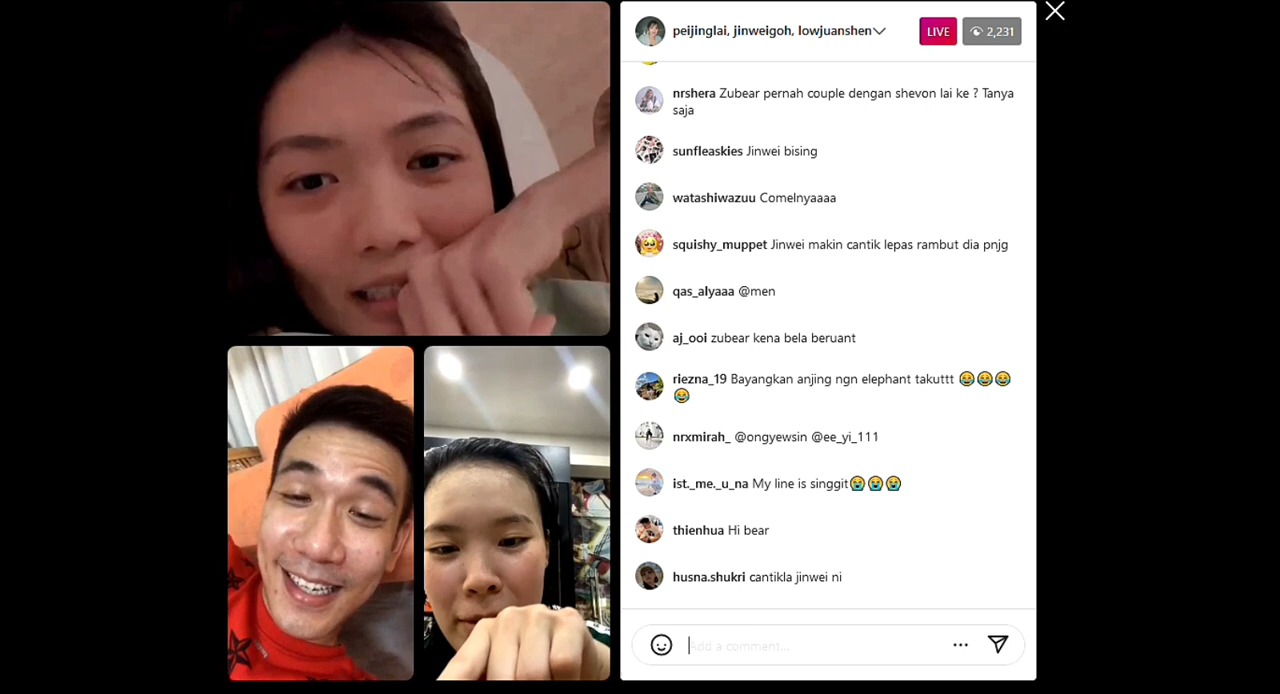 peijinglai, jinweigoh, lowjuanshen
LIVE
2,231
nrshera Zubear pernah couple dengan shevon lai ke ? Tanya
saja
sunfleaskies Jinwei bising
watashiwazuu Comelnyaaaa
squishy_muppet Jinwei makin cantik lepas rambut dia pnjg
qas_alyaaa @men
aj_ooi zubear kena bela beruant
riezna_19 Bayangkan anjing ngn elephant takuttt 😂😂😂
😂
nrxmirah_ @ongyewsin @ee_yi_111
ist._me._u_na My line is singgit😭😭😭
thienhua Hi bear
husna.shukri cantikla jinwei ni
Add a comment...